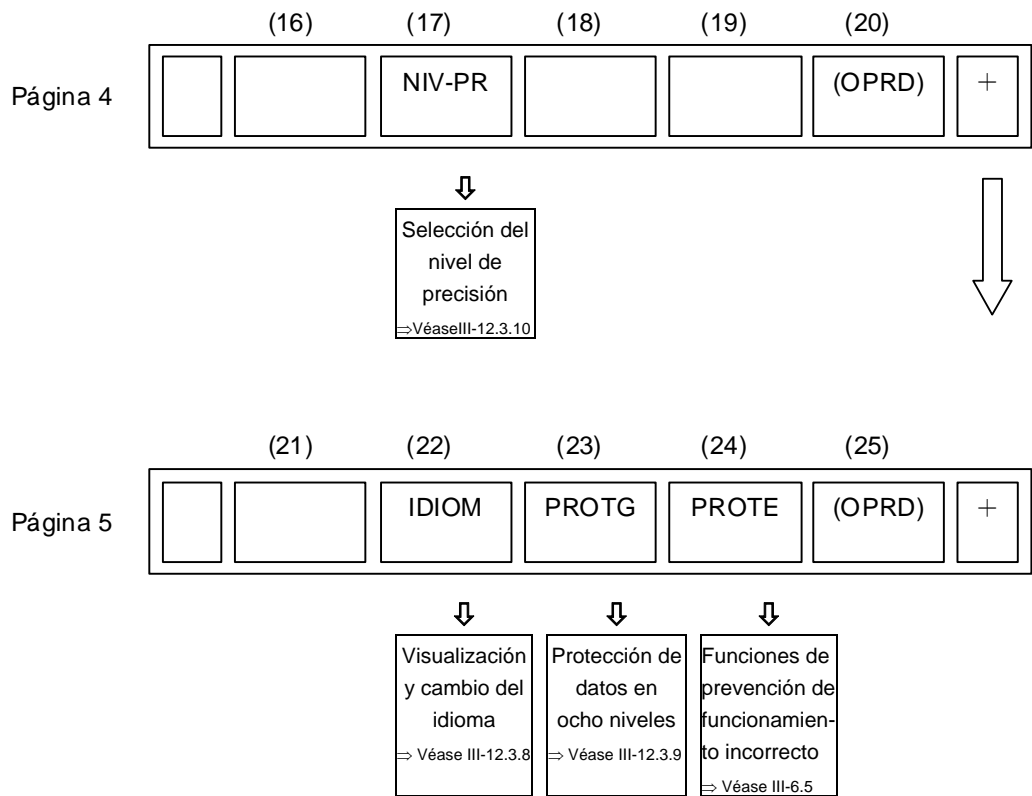 (16) (17) (18) (19) (20)
Página 4
NIV-PR (OPRD) +
⇩
Selección del
nivel de
precisión
⇒VéaseIII-12.3.10
(21) (22) (23) (24) (25)
Página 5
IDIOM PROTG PROTE (OPRD) +
Visualización
y cambio del
idioma
⇒ Véase III-12.3.8
Protección de
datos en
ocho niveles
⇒ Véase III-12.3.9
Funciones de
prevención de
funcionamien-
to incorrecto
⇒ Véase III-6.5